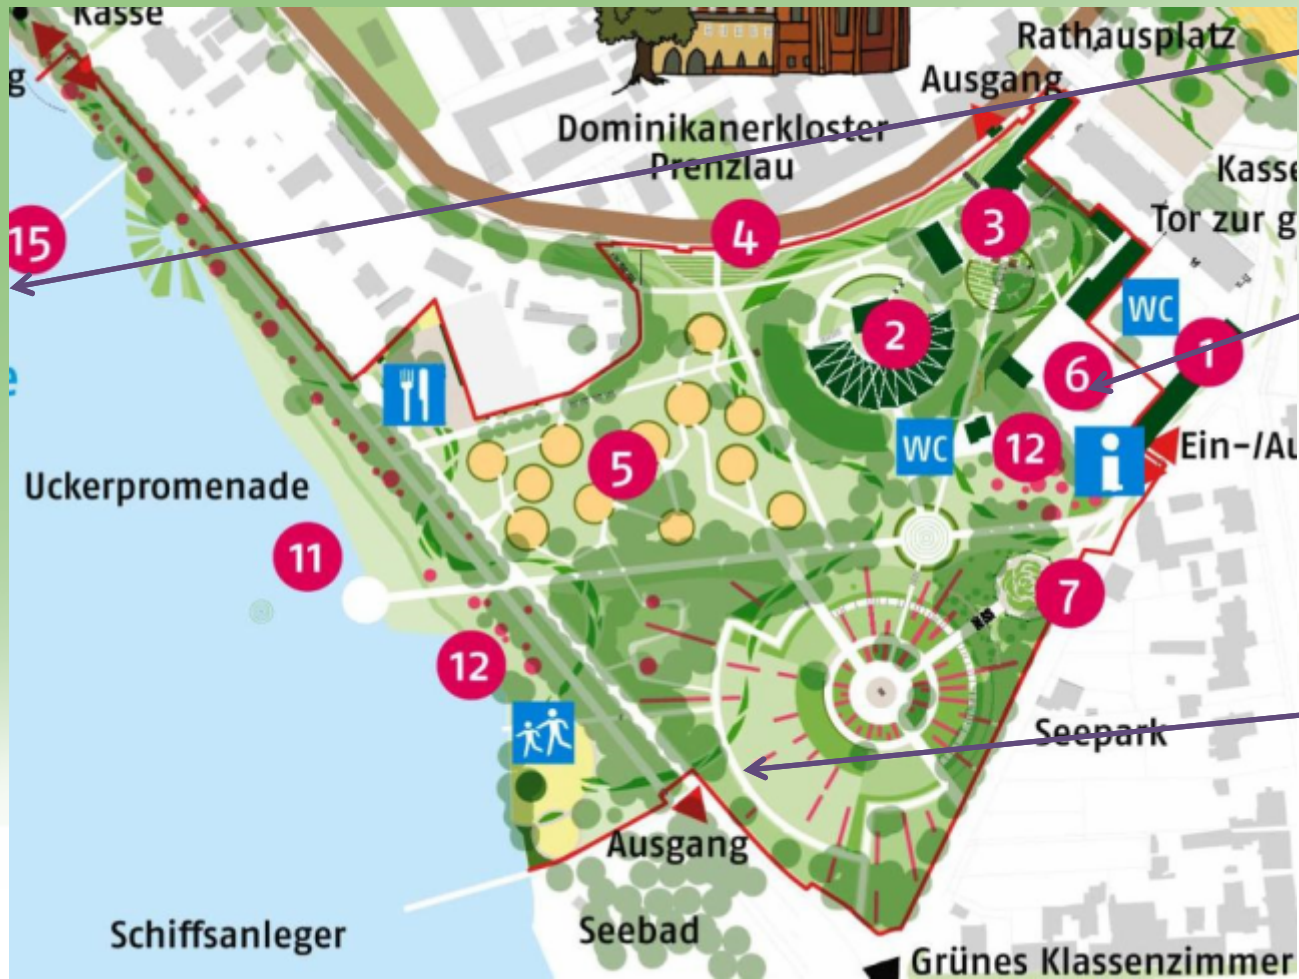 Kasse
Rathausplatz
Ausgang
g
Dominikanerkloster
Prenzlau
Kasse
Tor zur g
15
4
3
WC
2
1
6
e
WC
12
Ein-/Au
5
Uckerpromenade
11
7
12
Seepark
Ausgang
Schiffsanleger
Seebad
Grünes Klassenzimmer